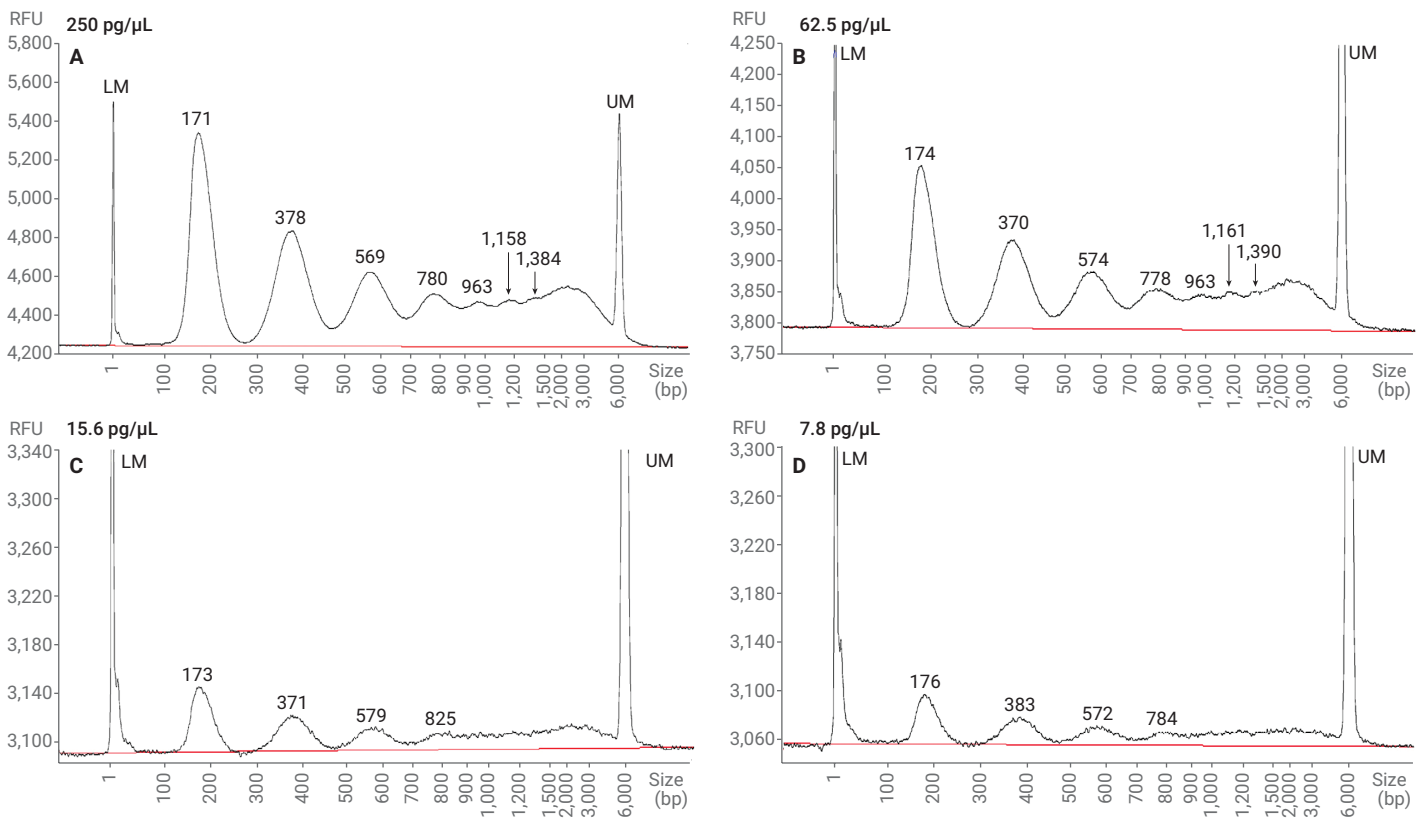 RFU 250 pg/µL
5,800
5,600
5,400
5,200
5,000
4,800
4,600
4,400
4,200
A
LM
171
378
569
780
963
1,158
1,384
UM
1 100 200 300 400 500 600 700 800 900 1,000 1,200 1,500 2,000 3,000 6,000 Size
(bp)
RFU 62.5 pg/µL
4,250
4,200
4,150
4,100
4,050
4,000
3,950
3,900
3,850
3,800
3,750
B
LM
174
370
574
778
963
1,161
1,390
UM
1 100 200 300 400 500 600 700 800 900 1,000 1,200 1,500 2,000 3,000 6,000 Size
(bp)
RFU 15.6 pg/µL
3,340
3,300
3,260
3,220
3,180
3,140
3,100
C
LM
173
371
579
825
UM
1 100 200 300 400 500 600 700 800 900 1,000 1,200 1,500 2,000 3,000 6,000 Size
(bp)
RFU 7.8 pg/µL
3,300
3,260
3,220
3,180
3,140
3,100
3,060
D
LM
176
383
572
784
UM
1 100 200 300 400 500 600 700 800 900 1,000 1,200 1,500 2,000 3,000 6,000 Size
(bp)